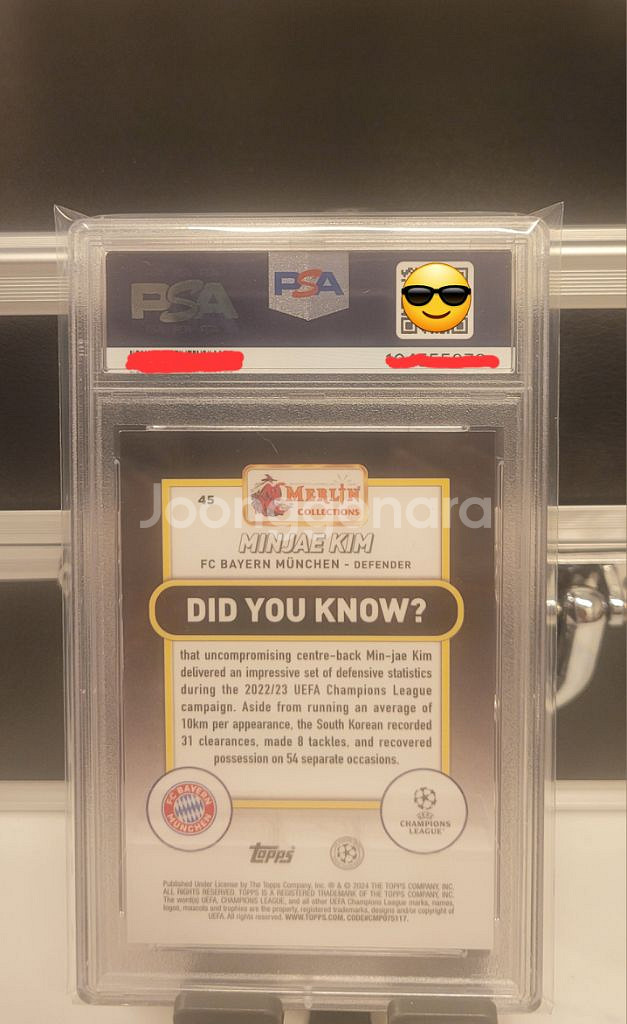 PSA
PSA
45
MERLIN
COLLECTIONS
Joonggonara
MINJAE KIM
FC BAYERN MÜNCHEN - DEFENDER
DID YOU KNOW?
that uncompromising centre-back Min-jae Kim
delivered an impressive set of defensive statistics
during the 2022/23 UEFA Champions League
campaign. Aside from running an average of
10km per appearance, the South Korean recorded
31 clearances, made 8 tackles, and recovered
possession on 54 separate occasions.
FC BAYERN
MÜNCHEN
CHAMPIONS
LEAGUE
topps
Published Under License by The Topps Company, Inc. ® & © 2024 THE TOPPS COMPANY, INC.
ALL RIGHTS RESERVED. TOPPS IS A REGISTERED TRADEMARK OF THE TOPPS COMPANY, INC.
The word(s) UEFA, CHAMPIONS LEAGUE, and all other UEFA Champions League marks, names,
logos, mascots and trophies are the property, registered trademarks, designs and/or copyright of
UEFA. All rights reserved. WWW.TOPPS.COM. CODE#CMP075117.